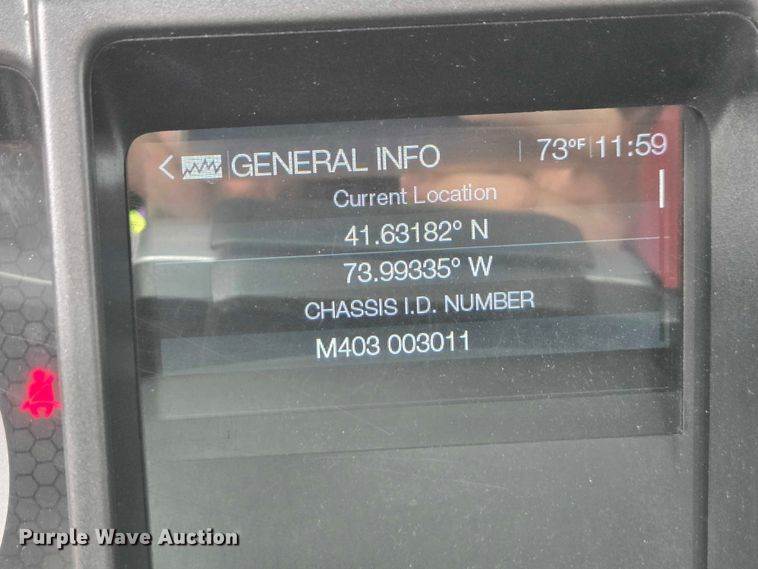 GENERAL INFO
73°F 11:59
Current Location
41.63182° N
73.99335° W
CHASSIS I.D. NUMBER
M403 003011
Purple Wave Auction